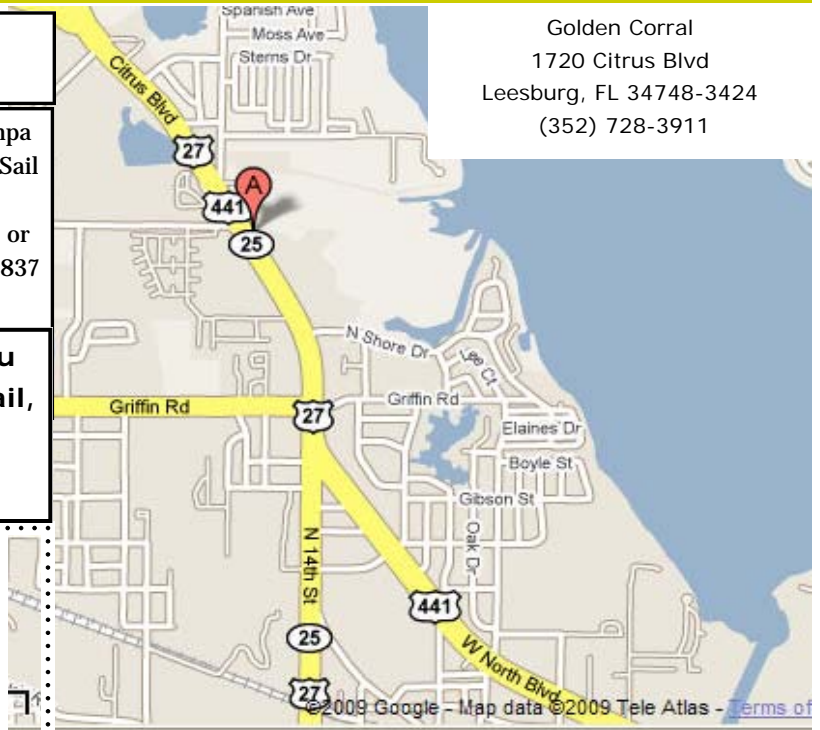 Golden Corral
1720 Citrus Blvd
Leesburg, FL 34748-3424
(352) 728-3911
Spanish Ave
Moss Ave
Sterns Dr
Citrus Blvd
27
A
441
25
Sail
or
837
N Shore Dr
Lee Ct
Griffin Rd
27
Griffin Rd
Elaines Dr
Boyle St
Gibson St
Oak Dr
N 14th St
441
25
W North Blvd
27
©2009 Google - Map data ©2009 Tele Atlas - Terms of